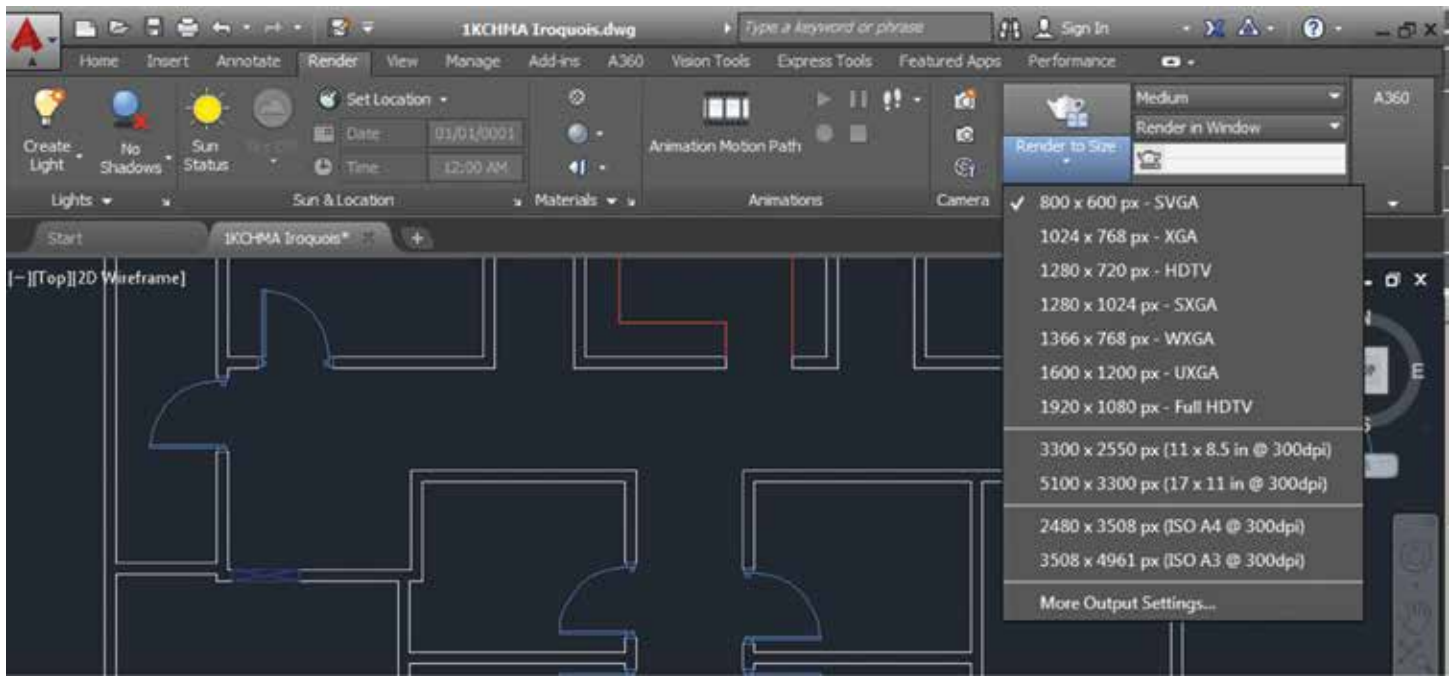 1KCHMA Iroquois.dwg Type a keyword or phrase Sign In
Home Insert Annotate Render View Manage Add-ins A360 Vision Tools Express Tools Featured Apps Performance
Create Light No Shadows Sun Status Set Location Animation Motion Path Render to Size Medium A360
Date 01/01/0001 Render in Window
Time 12:00 AM
Lights Sun & Location Materials Animations Camera
Start 1KCHMA Iroquois*
[−][Top][2D Wireframe]
800 x 600 px - SVGA
1024 x 768 px - XGA
1280 x 720 px - HDTV
1280 x 1024 px - SXGA
1366 x 768 px - WXGA
1600 x 1200 px - UXGA
1920 x 1080 px - Full HDTV
3300 x 2550 px (11 x 8.5 in @ 300dpi)
5100 x 3300 px (17 x 11 in @ 300dpi)
2480 x 3508 px (ISO A4 @ 300dpi)
3508 x 4961 px (ISO A3 @ 300dpi)
More Output Settings...
E